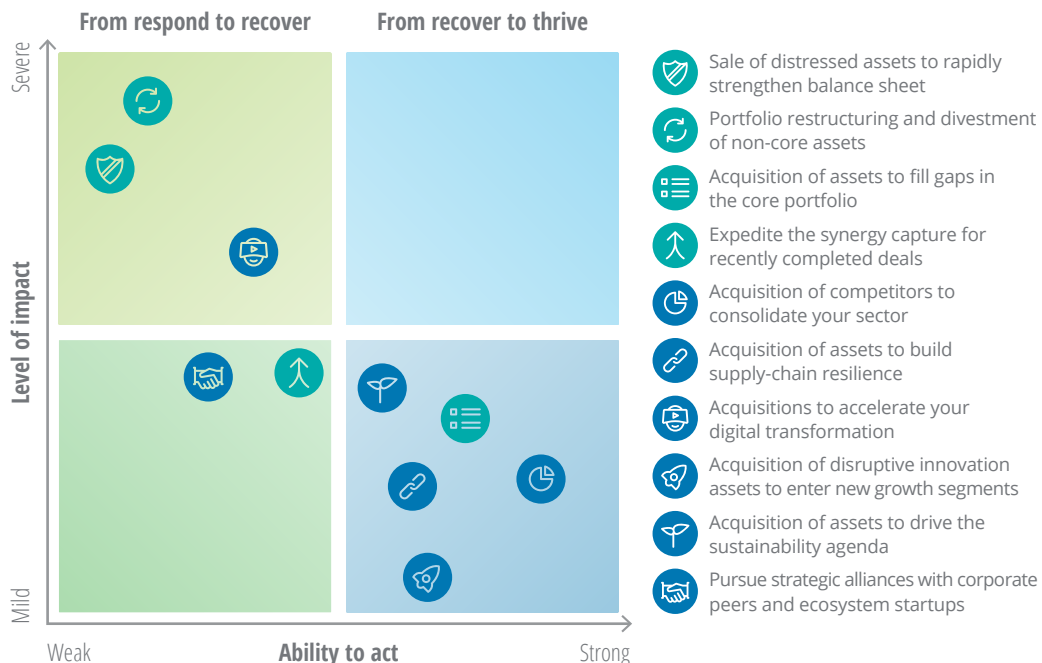 From respond to recover
From recover to thrive
Severe
Level of impact
Mild
Weak
Ability to act
Strong
Sale of distressed assets to rapidly
strengthen balance sheet
Portfolio restructuring and divestment
of non-core assets
Acquisition of assets to fill gaps in
the core portfolio
Expedite the synergy capture for
recently completed deals
Acquisition of competitors to
consolidate your sector
Acquisition of assets to build
supply-chain resilience
Acquisitions to accelerate your
digital transformation
Acquisition of disruptive innovation
assets to enter new growth segments
Acquisition of assets to drive the
sustainability agenda
Pursue strategic alliances with corporate
peers and ecosystem startups